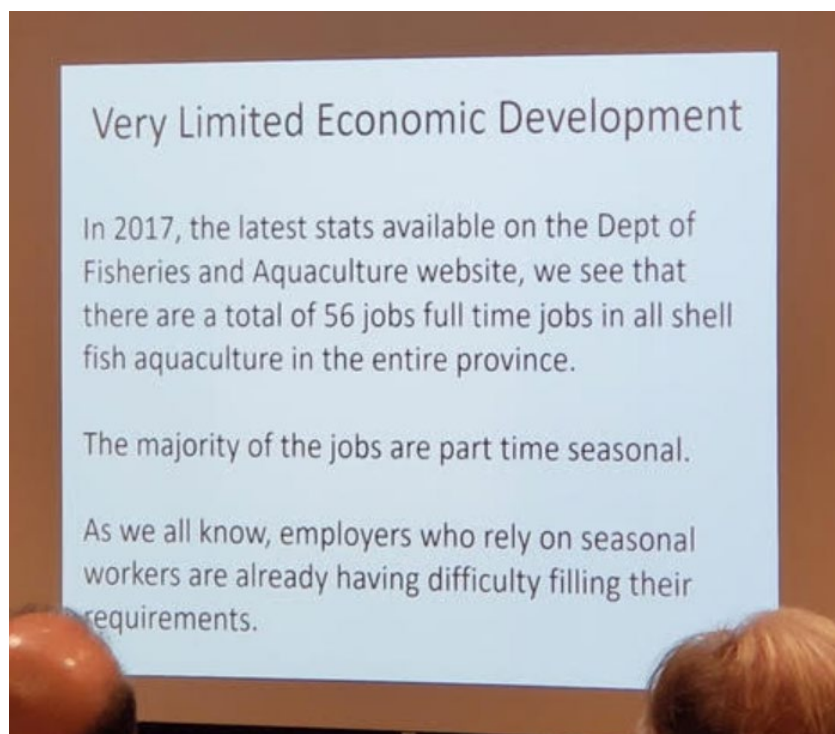 Very Limited Economic Development
In 2017, the latest stats available on the Dept of
Fisheries and Aquaculture website, we see that
there are a total of 56 jobs full time jobs in all shell
fish aquaculture in the entire province.
The majority of the jobs are part time seasonal.
As we all know, employers who rely on seasonal
workers are already having difficulty filling their
requirements.